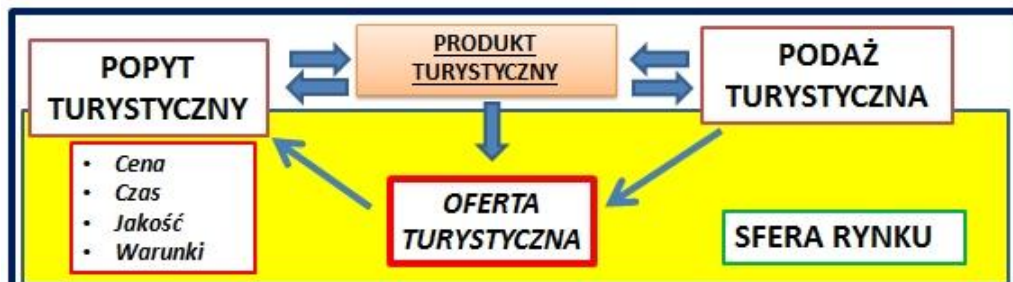 POPYT
TURYSTYCZNY
PRODUKT
TURYSTYCZNY
PODAŻ
TURYSTYCZNA
• Cena
• Czas
• Jakość
• Warunki
OFERTA
TURYSTYCZNA
SFERA RYNKU